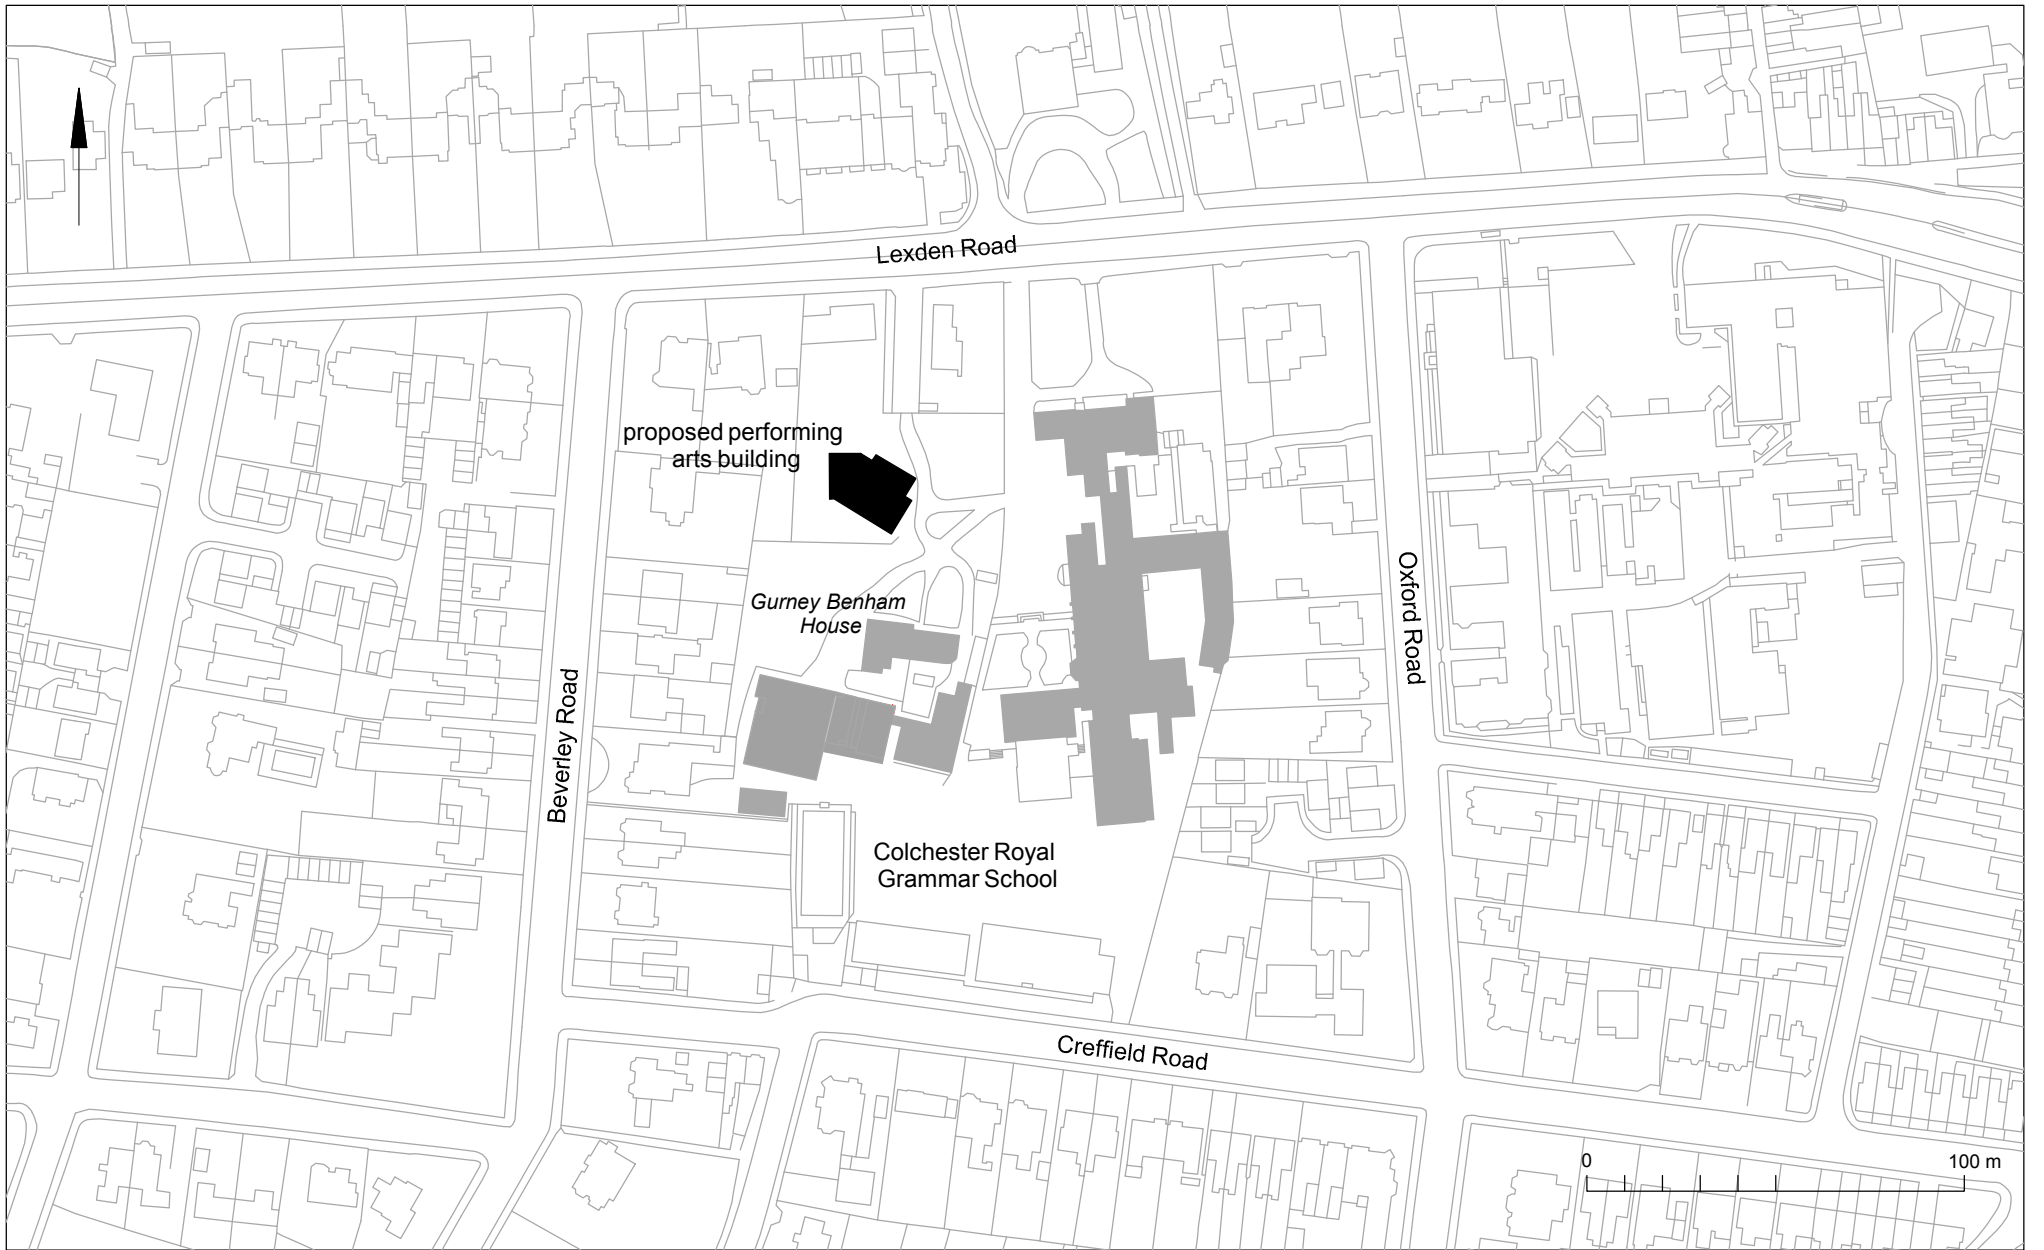 Lexden Road
proposed performing
arts building
Gurney Benham
House
Oxford Road
Beverley Road
Colchester Royal
Grammar School
Creffield Road
0
100 m